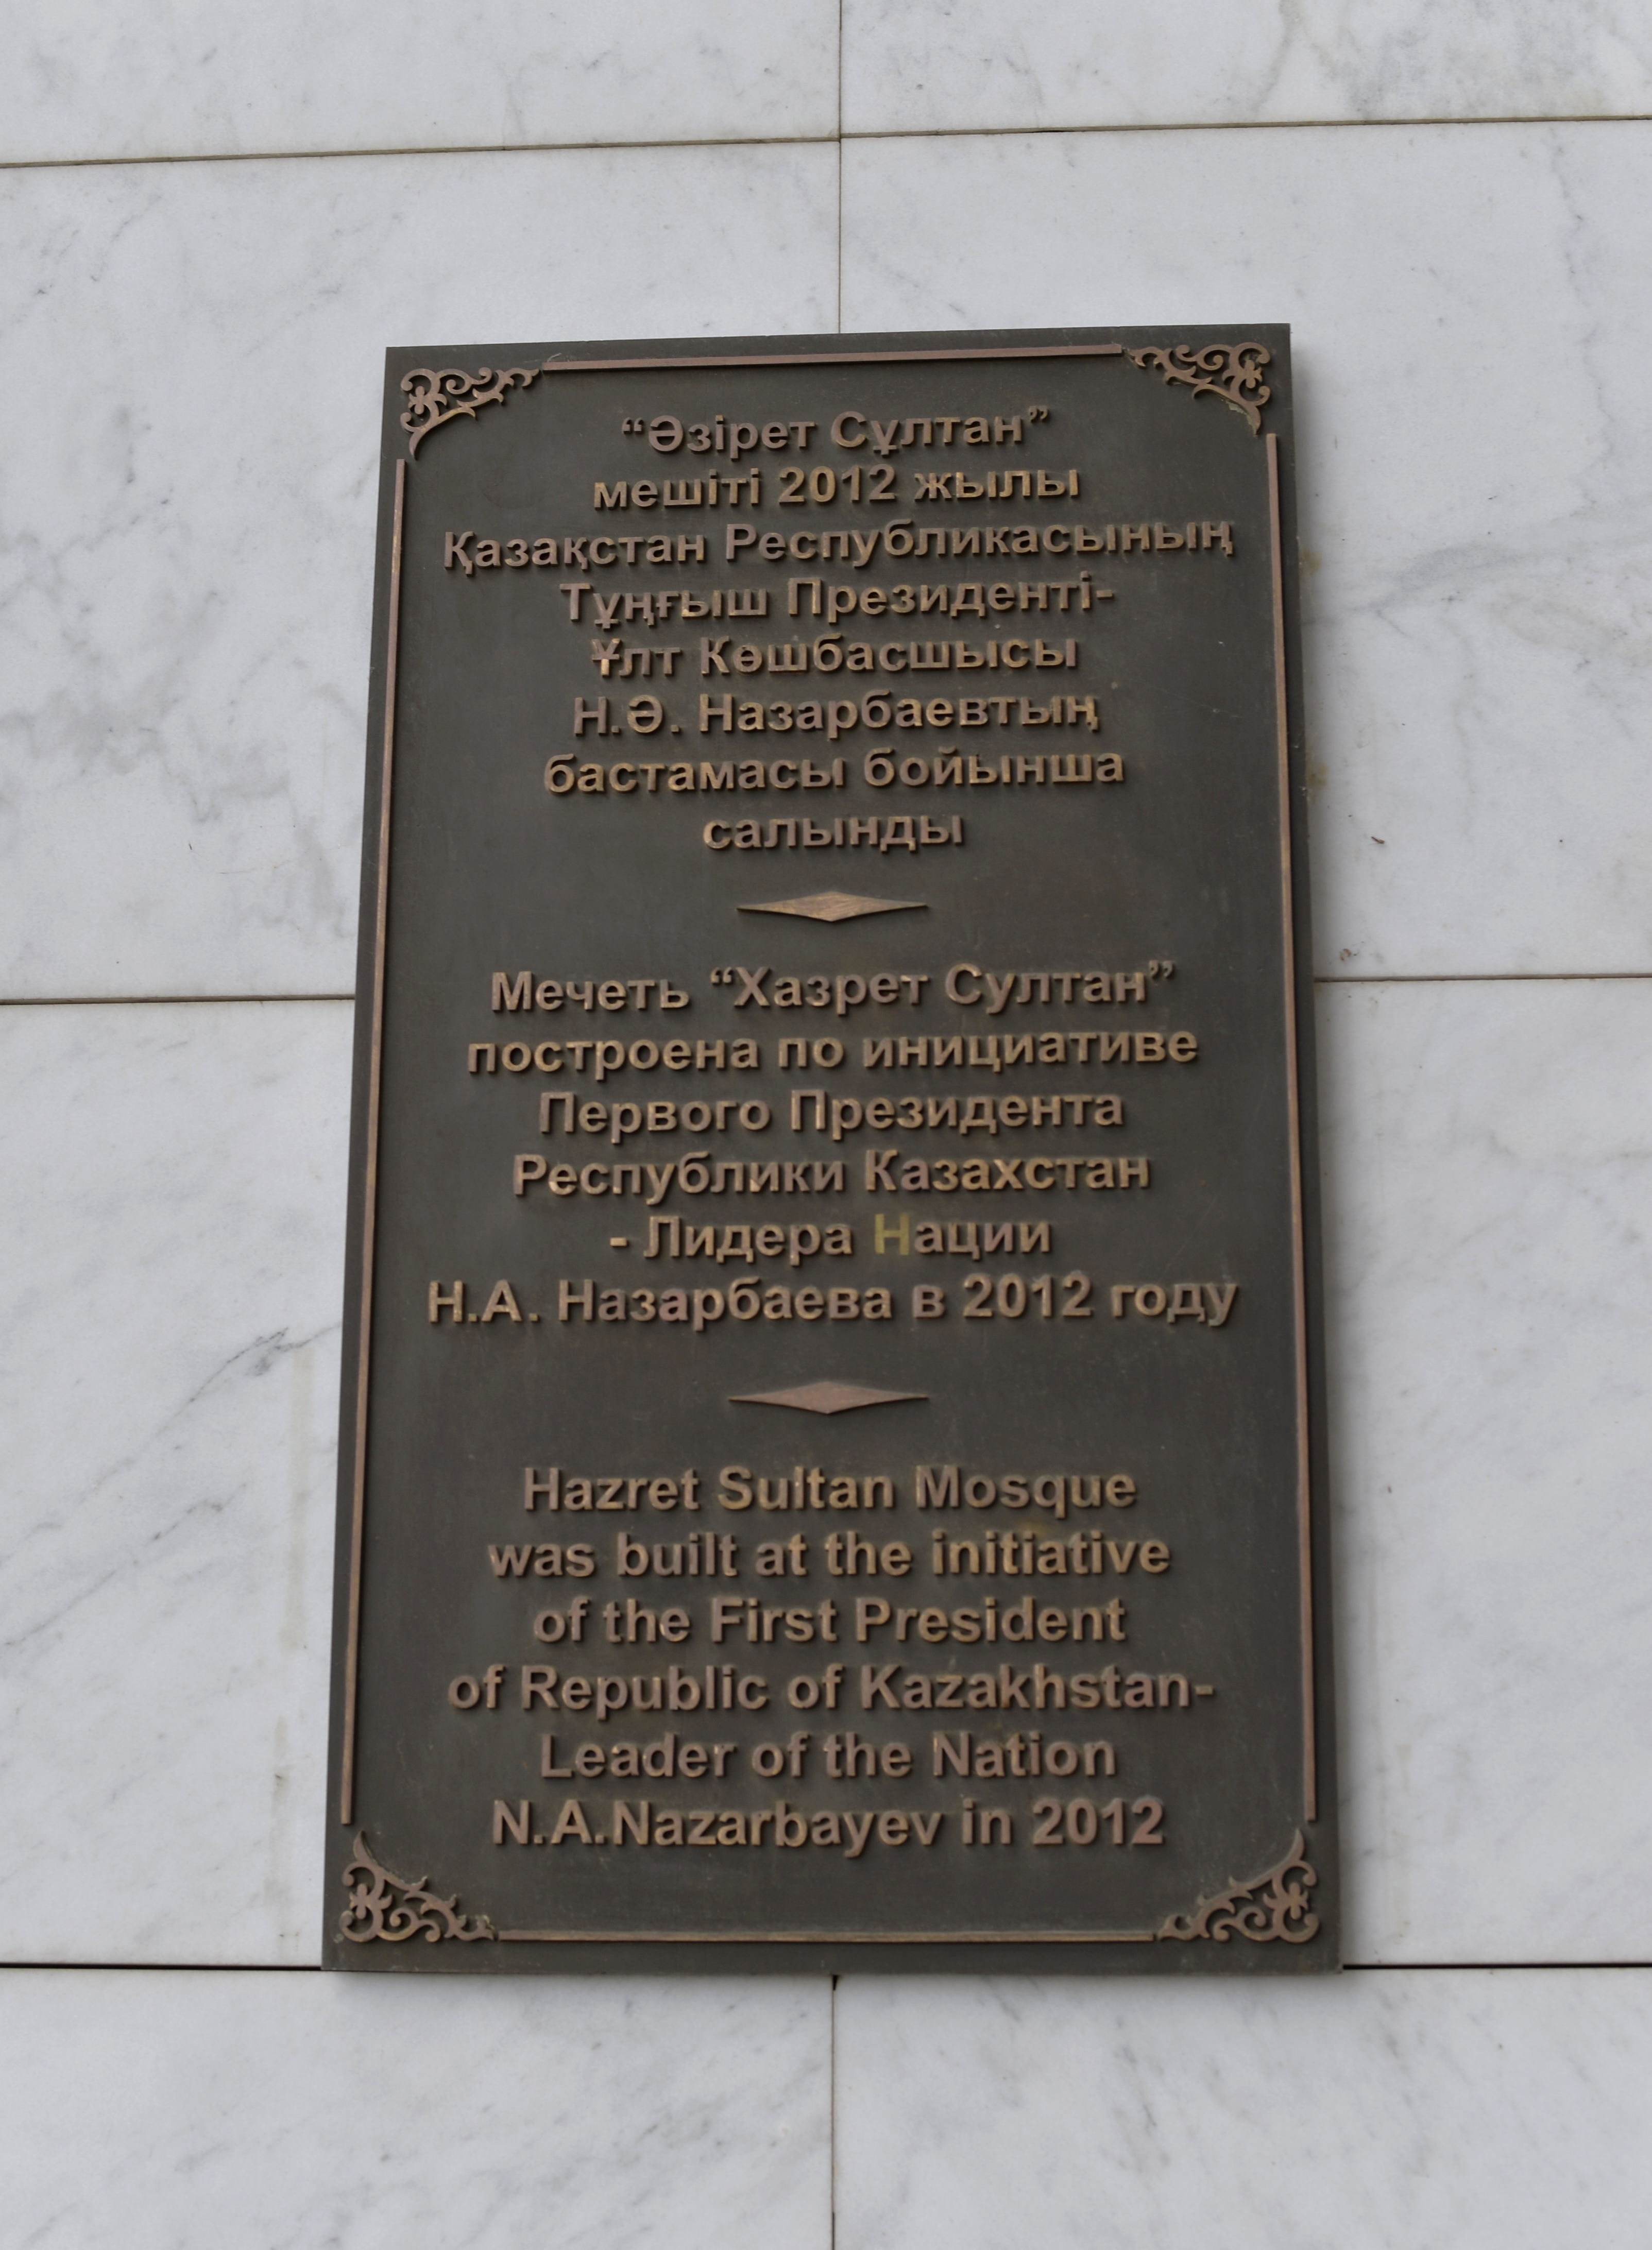 “Әзірет Сұлтан”
мешіті 2012 жылы
Қазақстан Республикасының
Тұңғыш Президенті-
Ұлт Көшбасшысы
Н.Ә. Назарбаевтың
бастамасы бойынша
салынды
Мечеть “Хазрет Султан”
построена по инициативе
Первого Президента
Республики Казахстан
- Лидера Нации
Н.А. Назарбаева в 2012 году
Hazret Sultan Mosque
was built at the initiative
of the First President
of Republic of Kazakhstan-
Leader of the Nation
N.A.Nazarbayev in 2012